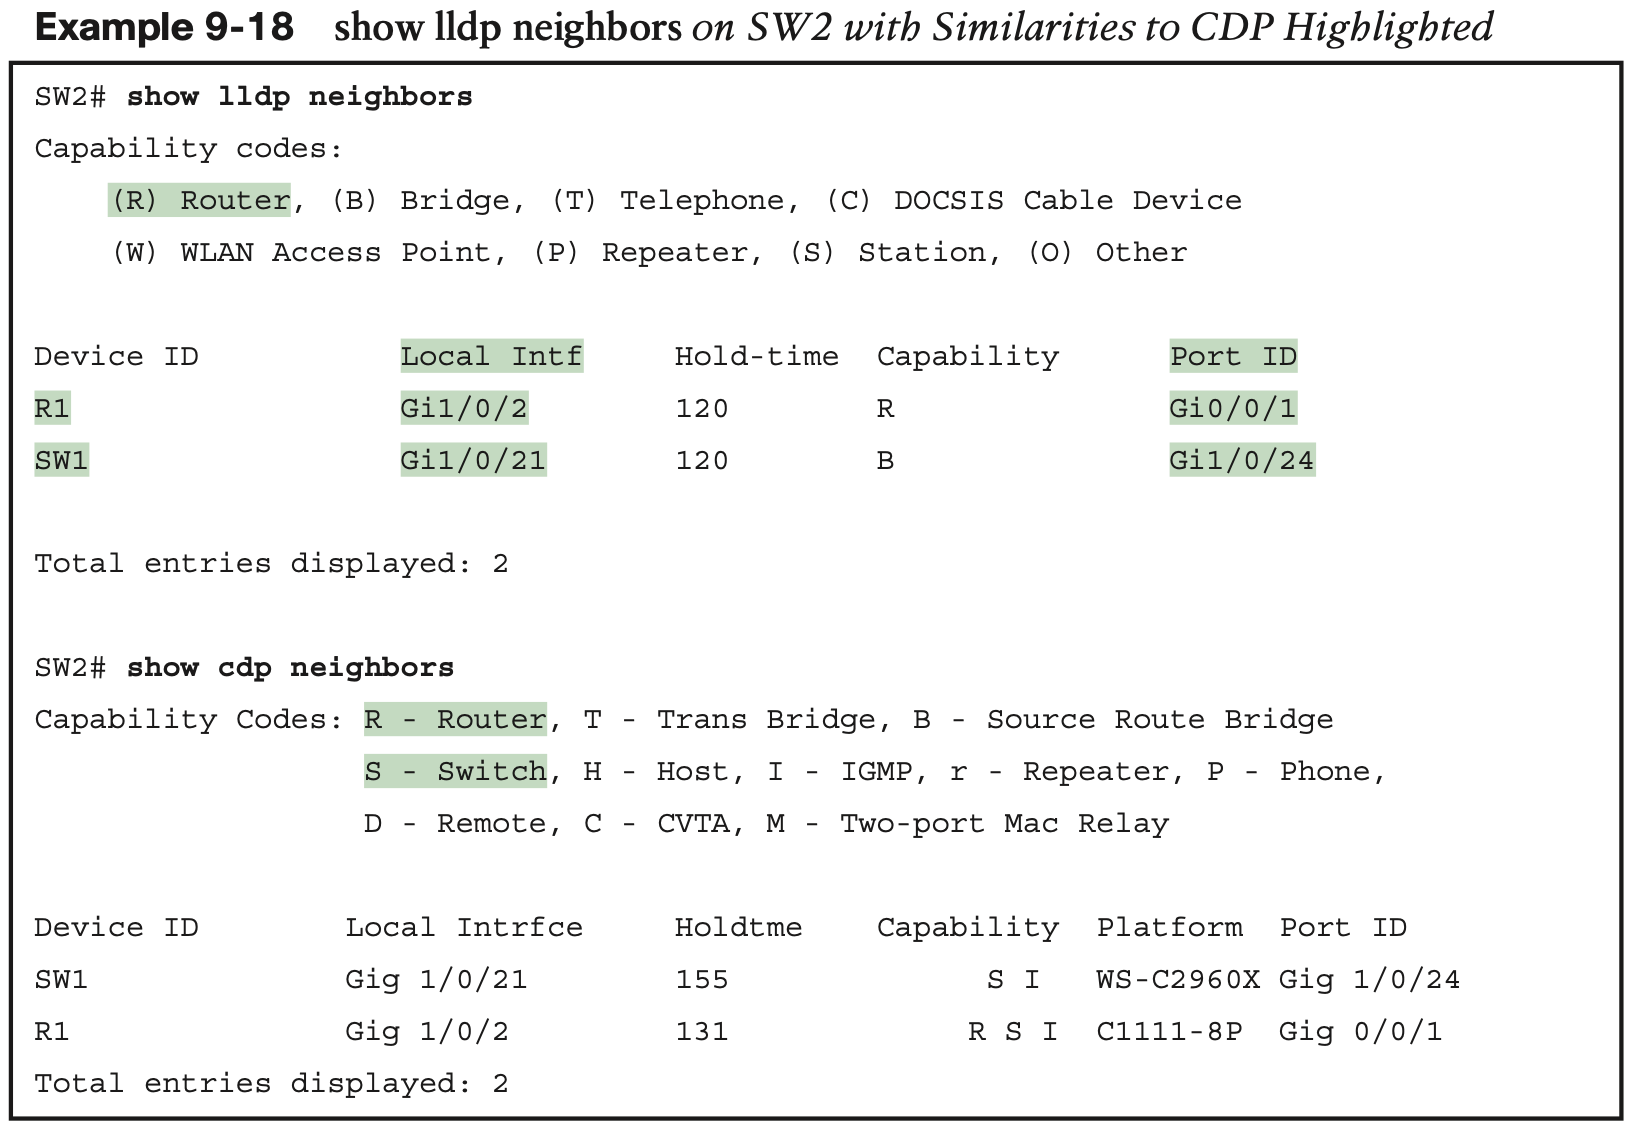 Example 9-18 show lldp neighbors on SW2 with Similarities to CDP Highlighted
SW2# show lldp neighbors
Capability codes:
(R) Router, (B) Bridge, (T) Telephone, (C) DOCSIS Cable Device
(W) WLAN Access Point, (P) Repeater, (S) Station, (O) Other
Device ID Local Intf Hold-time Capability Port ID
R1 Gi1/0/2 120 R Gi0/0/1
SW1 Gi1/0/21 120 B Gi1/0/24
Total entries displayed: 2
SW2# show cdp neighbors
Capability Codes: R - Router, T - Trans Bridge, B - Source Route Bridge
S - Switch, H - Host, I - IGMP, r - Repeater, P - Phone,
D - Remote, C - CVTA, M - Two-port Mac Relay
Device ID Local Intrfce Holdtme Capability Platform Port ID
SW1 Gig 1/0/21 155 S I WS-C2960X Gig 1/0/24
R1 Gig 1/0/2 131 R S I C1111-8P Gig 0/0/1
Total entries displayed: 2